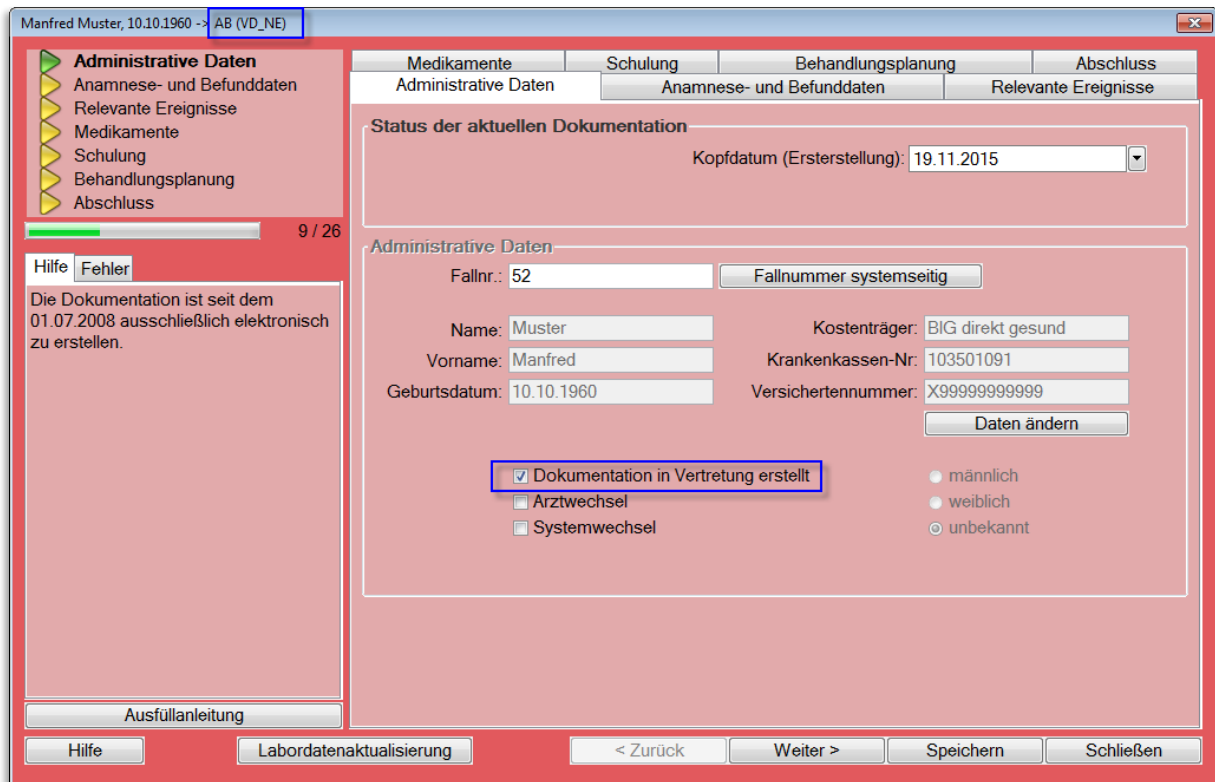 Manfred Muster, 10.10.1960 -> AB (VD_NE)
Administrative Daten
Anamnese- und Befunddaten
Relevante Ereignisse
Medikamente
Schulung
Behandlungsplanung
Abschluss
9 / 26
Hilfe Fehler
Die Dokumentation ist seit dem
01.07.2008 ausschließlich elektronisch
zu erstellen.
Ausfüllanleitung
Medikamente Schulung Behandlungsplanung Abschluss
Administrative Daten Anamnese- und Befunddaten Relevante Ereignisse
Status der aktuellen Dokumentation
Kopfdatum (Ersterstellung): 19.11.2015
Administrative Daten
Fallnr.: 52 Fallnummer systemseitig
Name: Muster Kostenträger: BIG direkt gesund
Vorname: Manfred Krankenkassen-Nr: 103501091
Geburtsdatum: 10.10.1960 Versichertennummer: X99999999999
Daten ändern
Dokumentation in Vertretung erstellt männlich
Arztwechsel weiblich
Systemwechsel unbekannt
Hilfe Labordatenaktualisierung < Zurück Weiter > Speichern Schließen